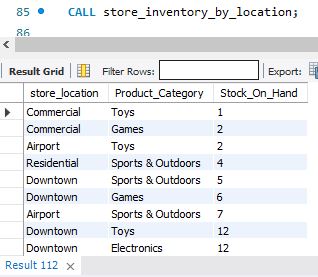 85 CALL store_inventory_by_location;
86
Result Grid Filter Rows: Export:
store_location Product_Category Stock_On_Hand
Commercial Toys 1
Commercial Games 2
Airport Toys 2
Residential Sports & Outdoors 4
Downtown Sports & Outdoors 5
Downtown Games 6
Airport Sports & Outdoors 7
Downtown Toys 12
Downtown Electronics 12
Result 112 ×